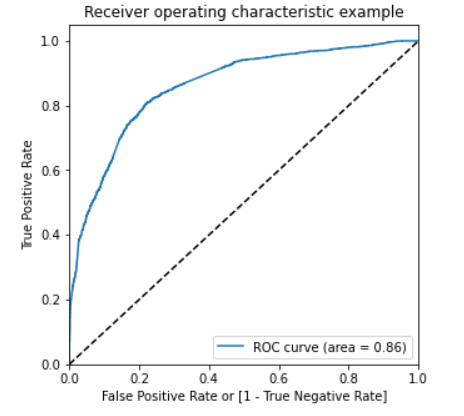 Receiver operating characteristic example
True Positive Rate
1.0
0.8
0.6
0.4
0.2
0.0
ROC curve (area = 0.86)
0.0 0.2 0.4 0.6 0.8 1.0
False Positive Rate or [1 - True Negative Rate]